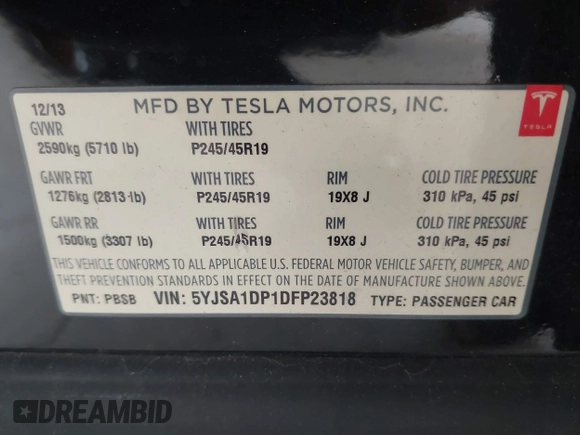 12/13 MFD BY TESLA MOTORS, INC.
TESLA
GVWR WITH TIRES
2590kg (5710 lb) P245/45R19
GAWR FRT WITH TIRES RIM COLD TIRE PRESSURE
1276kg (2813 lb) P245/45R19 19X8 J 310 kPa, 45 psi
GAWR RR WITH TIRES RIM COLD TIRE PRESSURE
1500kg (3307 lb) P245/45R19 19X8 J 310 kPa, 45 psi
THIS VEHICLE CONFORMS TO ALL APPLICABLE U.S. FEDERAL MOTOR VEHICLE SAFETY, BUMPER, AND
THEFT PREVENTION STANDARDS IN EFFECT ON THE DATE OF MANUFACTURE SHOWN ABOVE.
PNT: PBSB VIN: 5YJSA1DP1DFP23818 TYPE: PASSENGER CAR
DREAMBID